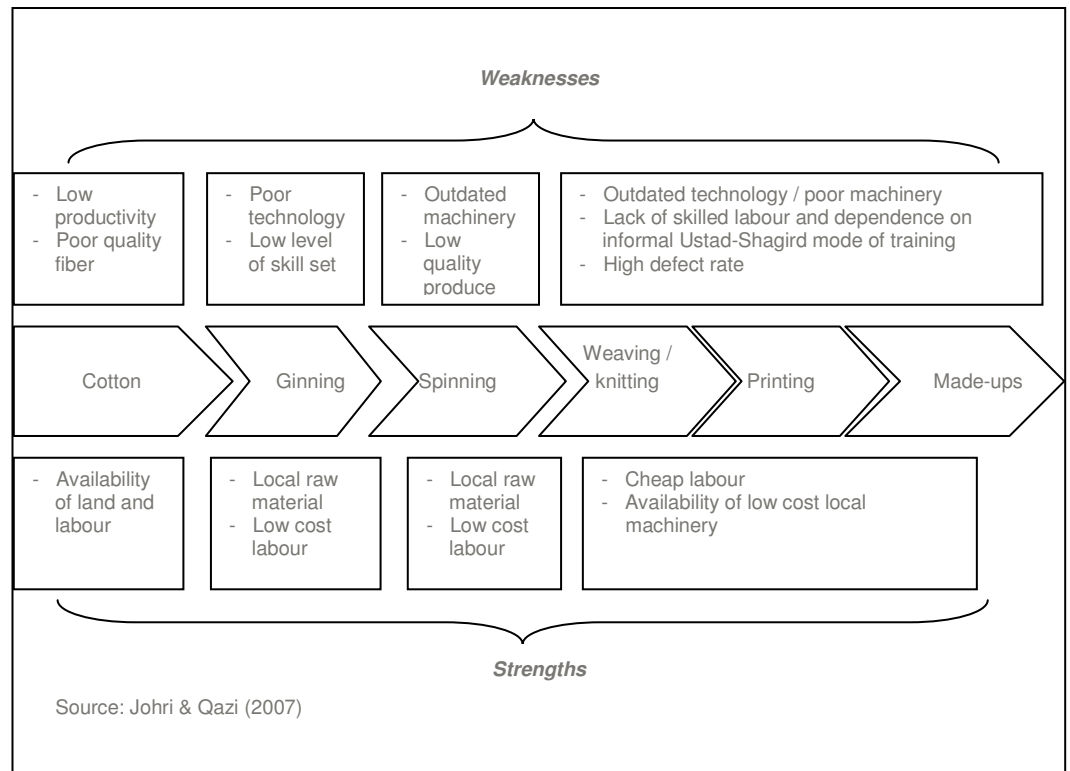 Weaknesses
- Low
productivity
- Poor quality
fiber
- Poor
technology
- Low level
of skill set
- Outdated
machinery
- Low
quality
produce
- Outdated technology / poor machinery
- Lack of skilled labour and dependence on
informal Ustad-Shagird mode of training
- High defect rate
Cotton
Ginning
Spinning
Weaving /
knitting
Printing
Made-ups
- Availability
of land and
labour
- Local raw
material
- Low cost
labour
- Local raw
material
- Low cost
labour
- Cheap labour
- Availability of low cost local
machinery
Strengths
Source: Johri & Qazi (2007)